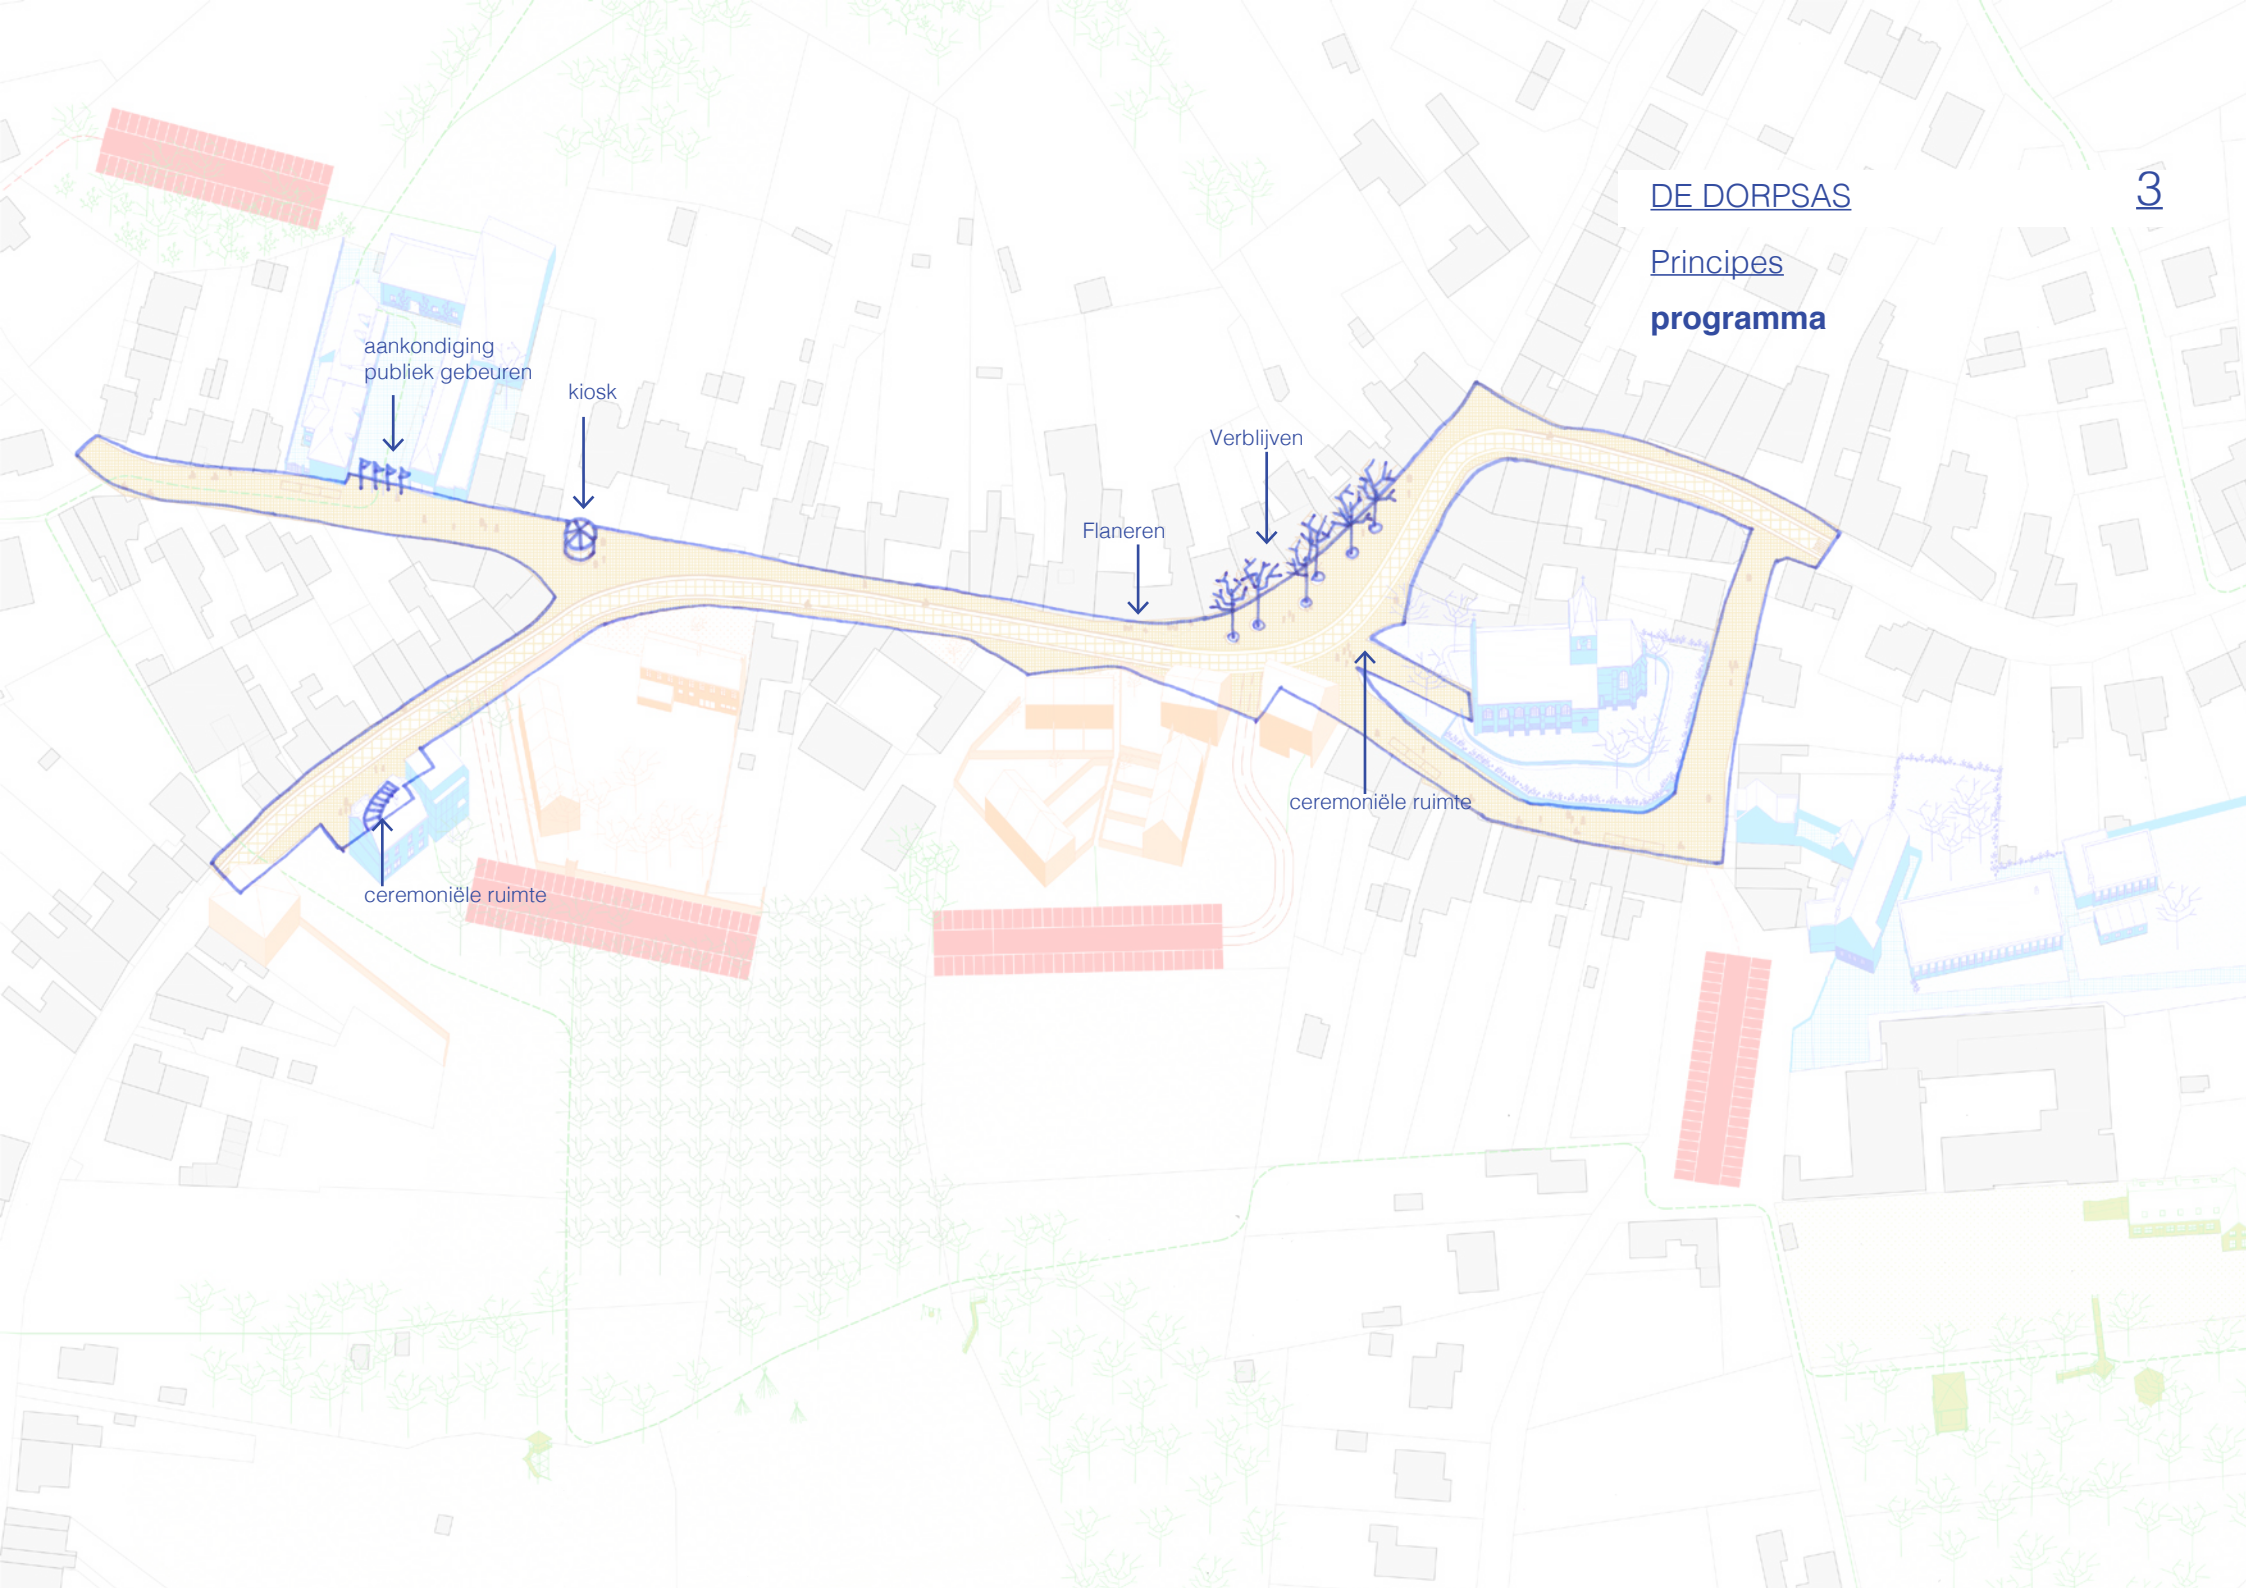 DE DORPSAS
3
Principes
programma
aankondiging
publiek gebeuren
kiosk
Verblijven
Flaneren
ceremoniële ruimte
ceremoniële ruimte